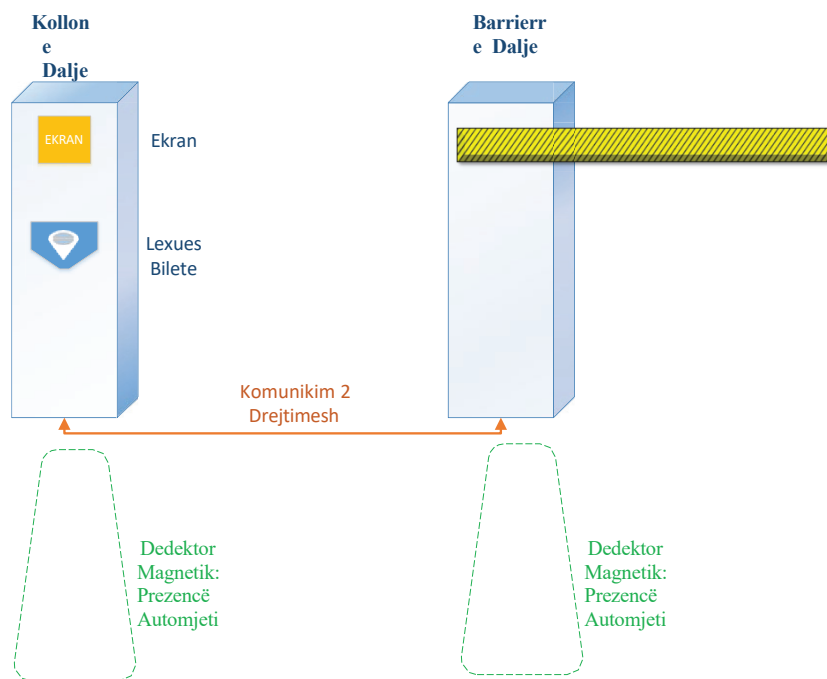 Kollon
e
Dalje
Barrierr
e Dalje
EKRAN
Ekran
Lexues
Bilete
Komunikim 2
Drejtimesh
Dedektor
Magnetik:
Prezencë
Automjeti
Dedektor
Magnetik:
Prezencë
Automjeti